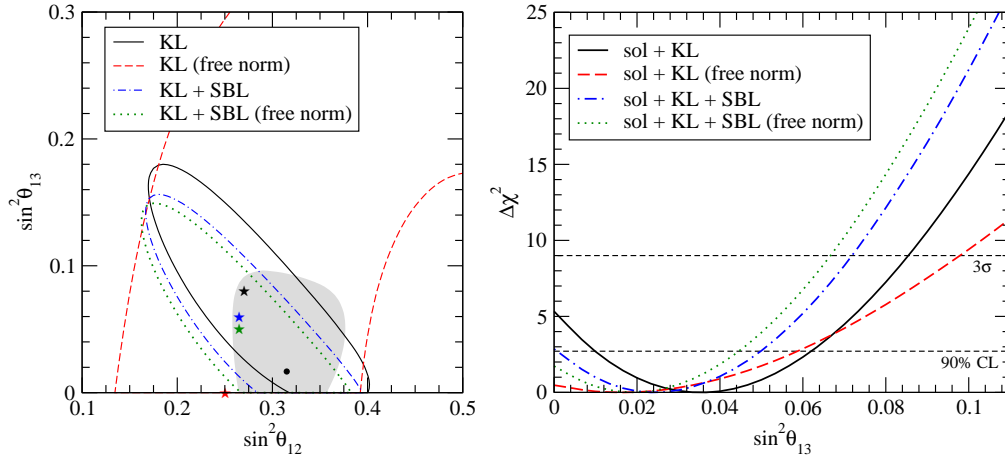 0.3
0.2
0.1
0
sin²θ₁₃
KL
KL (free norm)
KL + SBL
KL + SBL (free norm)
0.1
0.2
0.3
0.4
0.5
sin²θ₁₂
25
20
15
10
5
0
Δχ²
sol + KL
sol + KL (free norm)
sol + KL + SBL
sol + KL + SBL (free norm)
3σ
90% CL
0
0.02
0.04
0.06
0.08
0.1
sin²θ₁₃